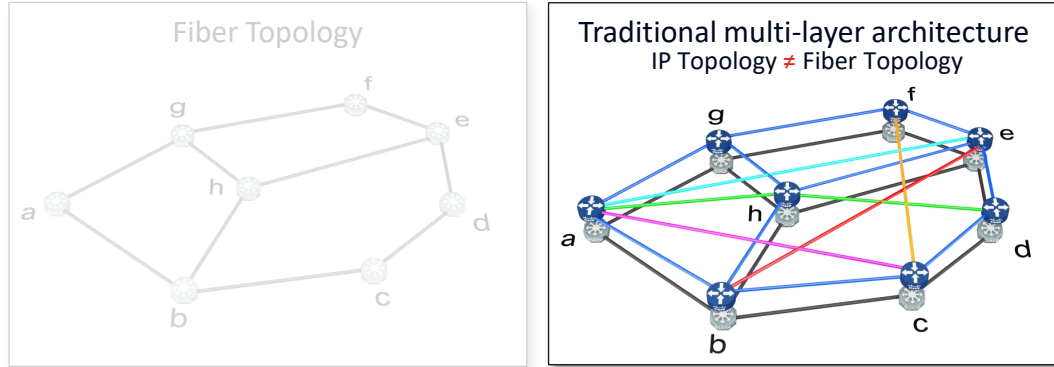 Fiber Topology
f
g
e
h
a
d
c
b
Traditional multi-layer architecture
IP Topology ≠ Fiber Topology
f
g
e
h
a
d
c
b